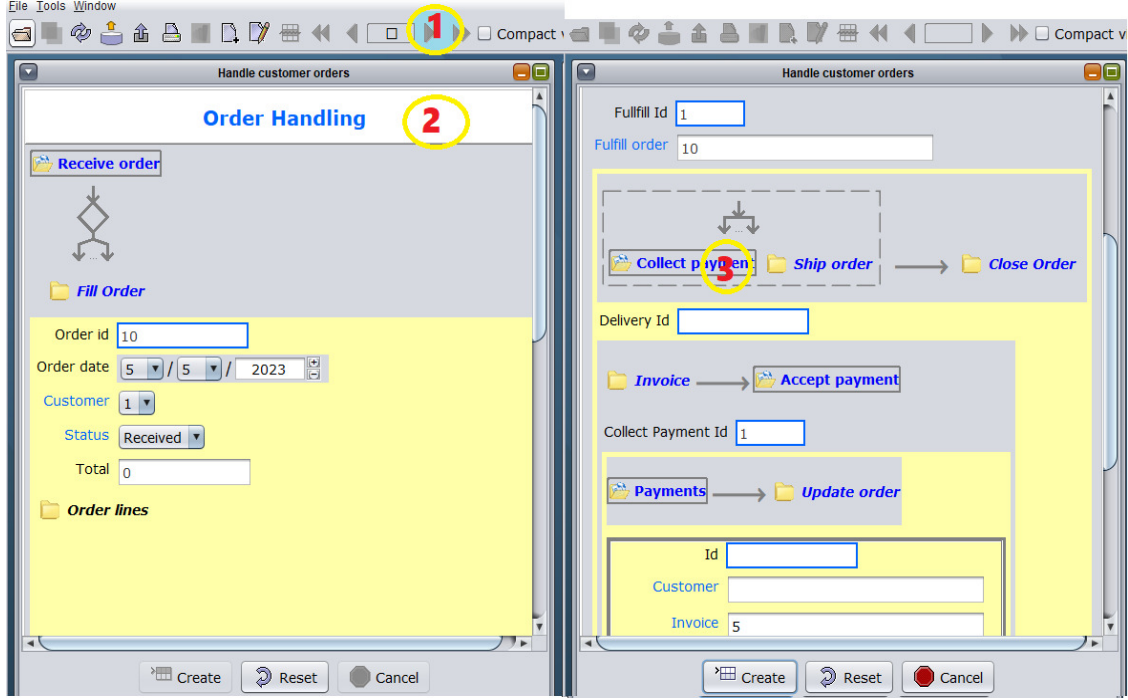 File Tools Window
1
Compact v
Compact v
Handle customer orders
Order Handling
2
Receive order
...
Fill Order
Order id 10
Order date 5 / 5 / 2023
Customer 1
Status Received
Total 0
Order lines
Create Reset Cancel
Handle customer orders
Fullfill Id 1
Fulfill order 10
...
Collect payment Ship order Close Order
3
Delivery Id
Invoice Accept payment
Collect Payment Id 1
Payments Update order
Id
Customer
Invoice 5
Create Reset Cancel